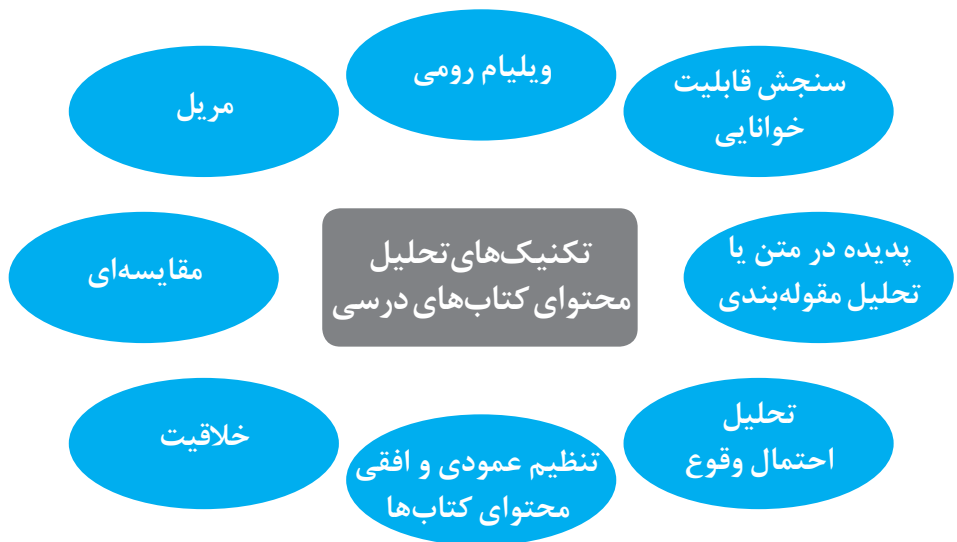 ویلیام رومی
سنجش قابلیت
خوانایی
مریل
پدیده در متن یا
تحلیل مقوله‌بندی
تکنیک‌های تحلیل
محتوای کتاب‌های درسی
مقایسه‌ای
تحلیل
احتمال وقوع
تنظیم عمودی و افقی
محتوای کتاب‌ها
خلاقیت